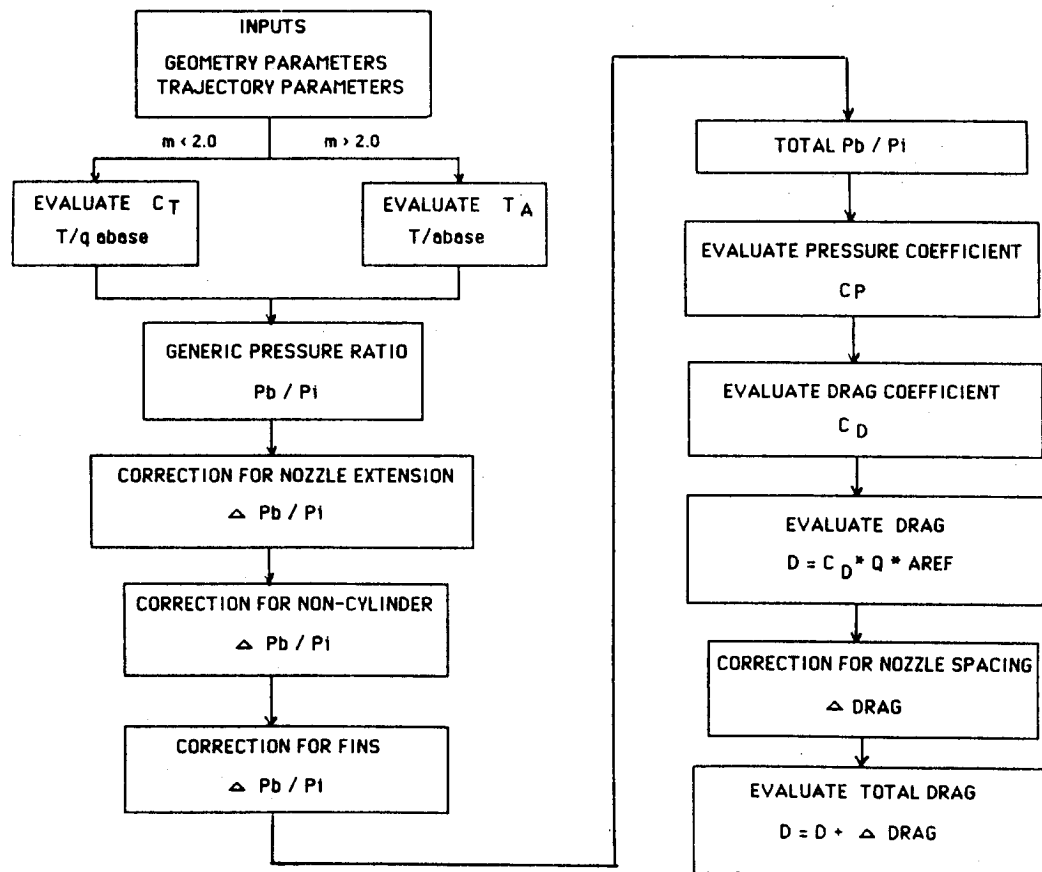 INPUTS
GEOMETRY PARAMETERS
TRAJECTORY PARAMETERS
m < 2.0
m > 2.0
EVALUATE C T
T/q abase
EVALUATE T A
T/abase
GENERIC PRESSURE RATIO
Pb / Pi
CORRECTION FOR NOZZLE EXTENSION
△ Pb / Pi
CORRECTION FOR NON-CYLINDER
△ Pb / Pi
CORRECTION FOR FINS
△ Pb / Pi
TOTAL Pb / Pi
EVALUATE PRESSURE COEFFICIENT
CP
EVALUATE DRAG COEFFICIENT
C D
EVALUATE DRAG
D = C D * Q * AREF
CORRECTION FOR NOZZLE SPACING
△ DRAG
EVALUATE TOTAL DRAG
D = D + △ DRAG